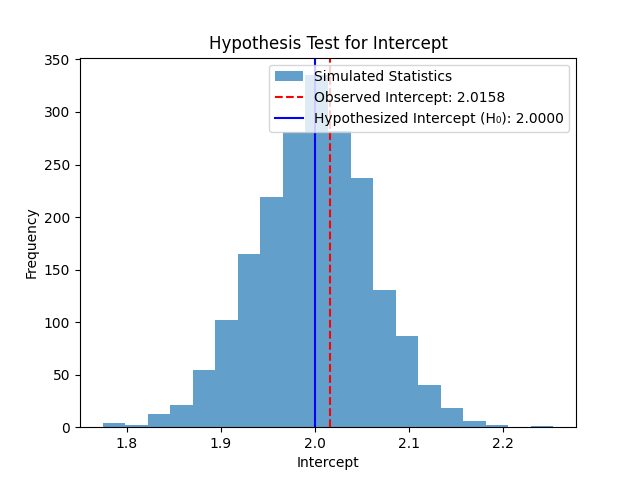 Hypothesis Test for Intercept
Simulated Statistics
Observed Intercept: 2.0158
Hypothesized Intercept (H₀): 2.0000
Frequency
350
300
250
200
150
100
50
0
1.8 1.9 2.0 2.1 2.2
Intercept